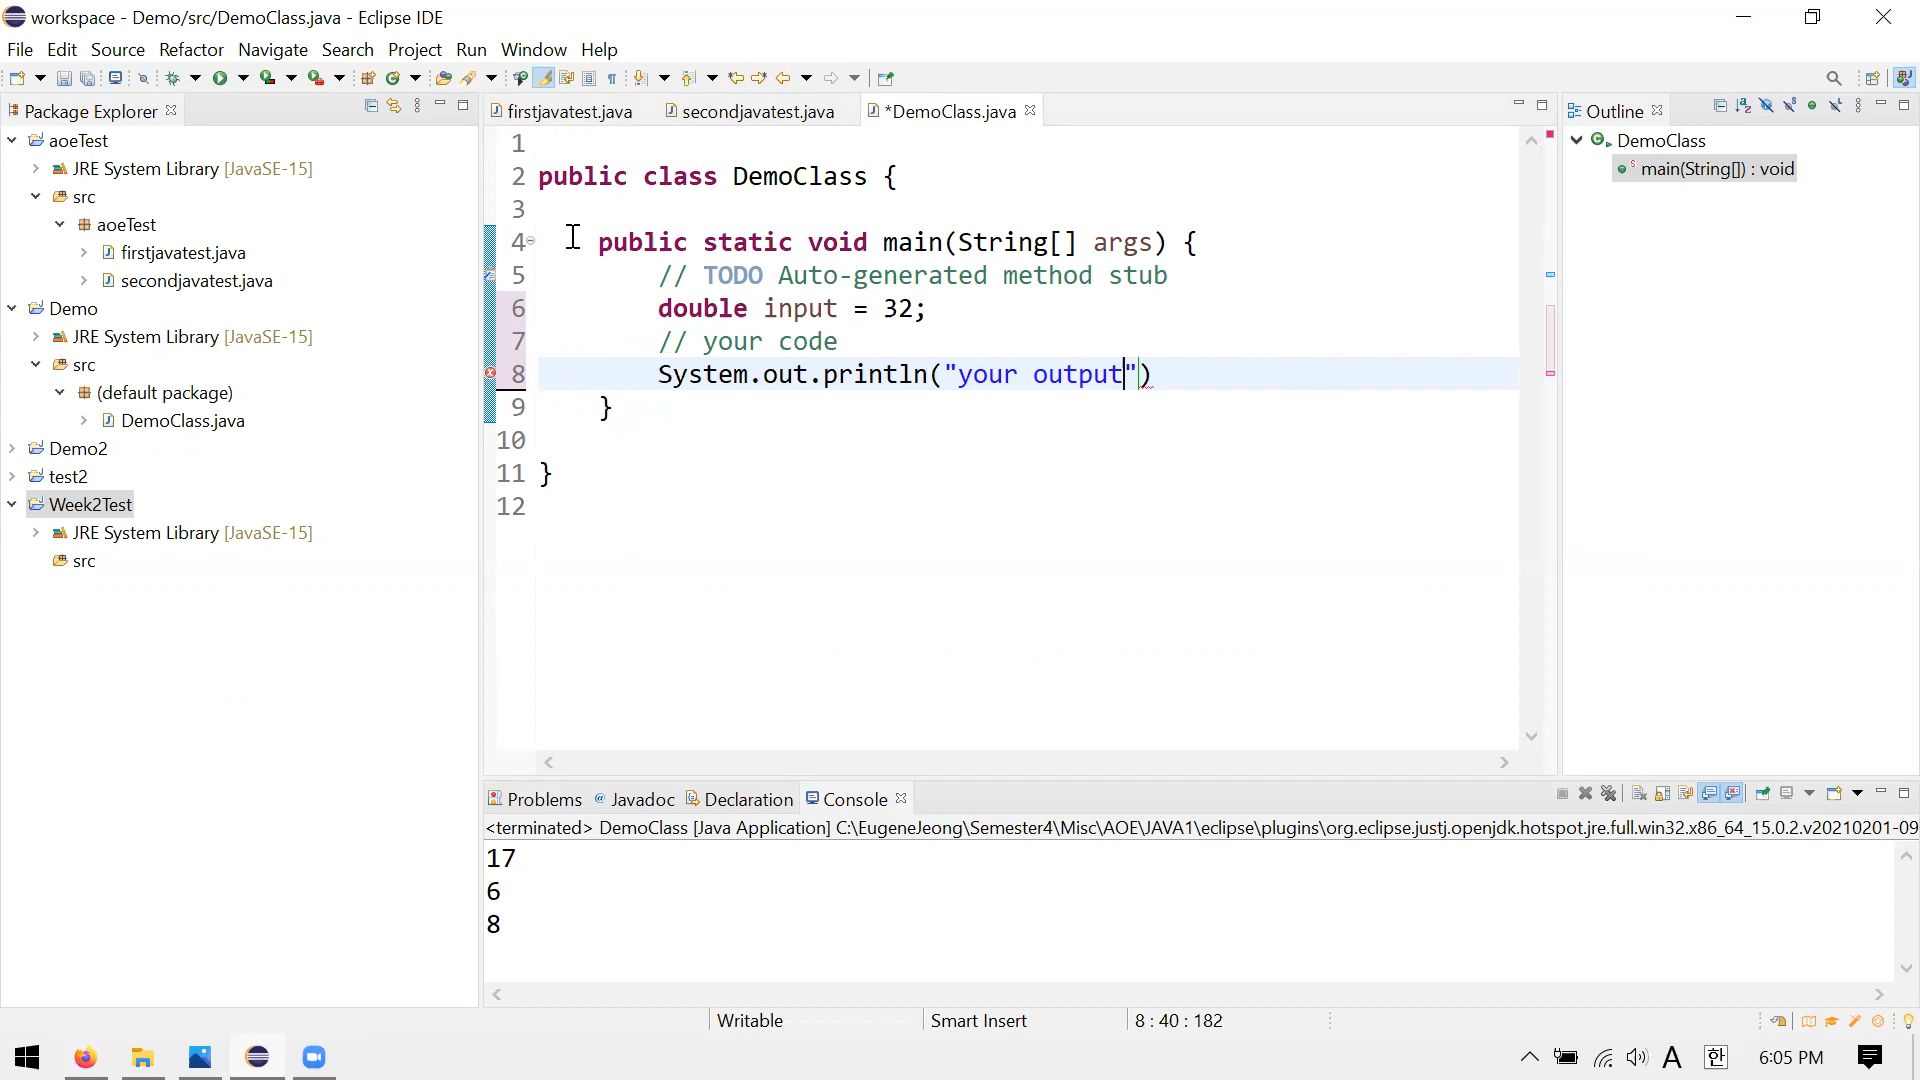 workspace - Demo/src/DemoClass.java - Eclipse IDE
File Edit Source Refactor Navigate Search Project Run Window Help
Package Explorer
aoeTest
JRE System Library [JavaSE-15]
src
aoeTest
firstjavatest.java
secondjavatest.java
Demo
JRE System Library [JavaSE-15]
src
(default package)
DemoClass.java
Demo2
test2
Week2Test
JRE System Library [JavaSE-15]
src
firstjavatest.java secondjavatest.java *DemoClass.java
1
2 public class DemoClass {
3
4 public static void main(String[] args) {
5 // TODO Auto-generated method stub
6 double input = 32;
7 // your code
8 System.out.println("your output")
9 }
10
11 }
12
Outline
DemoClass
main(String[]) : void
Problems Javadoc Declaration Console
<terminated> DemoClass [Java Application] C:\EugeneJeong\Semester4\Misc\AOE\JAVA1\eclipse\plugins\org.eclipse.justj.openjdk.hotspot.jre.full.win32.x86_64_15.0.2.v20210201-09
17
6
8
Writable Smart Insert 8 : 40 : 182
A 한 6:05 PM